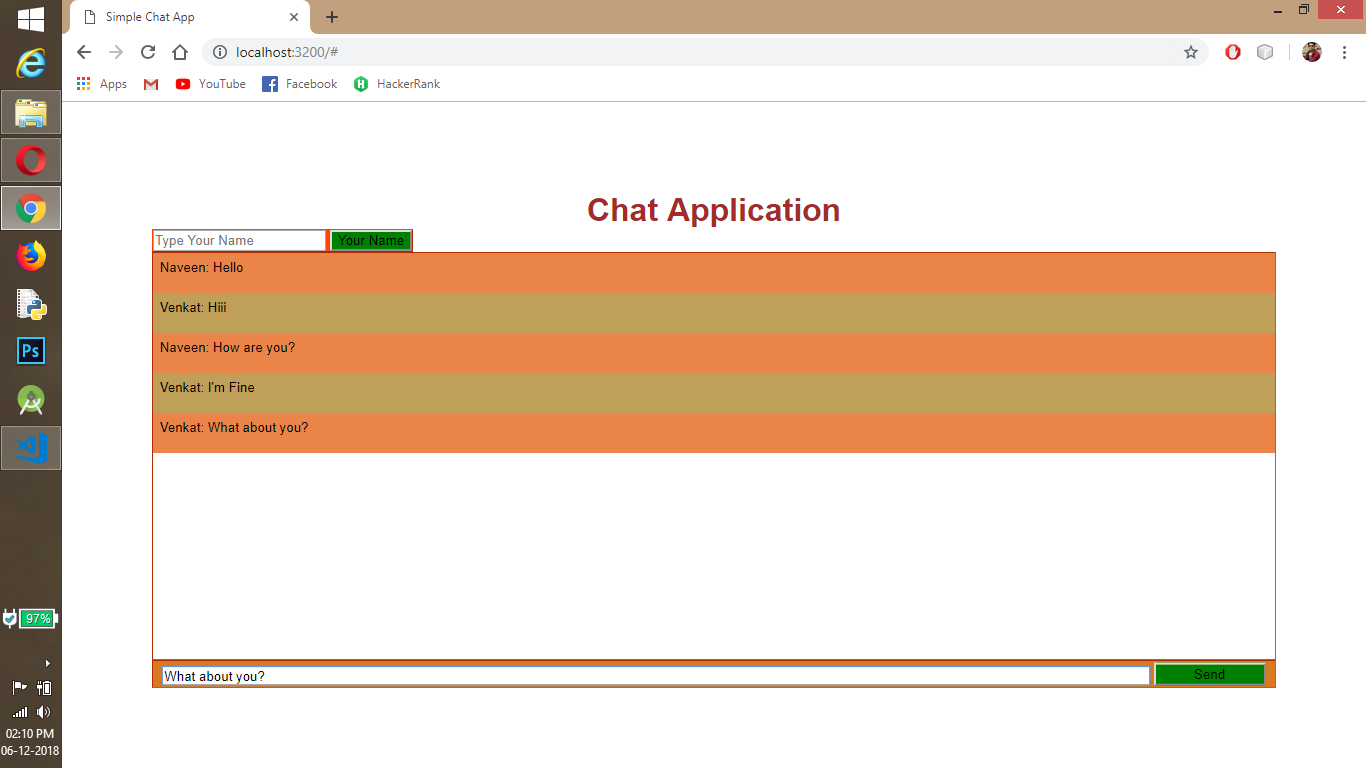 Simple Chat App
localhost:3200/#
Apps YouTube Facebook HackerRank
Chat Application
Type Your Name Your Name
Naveen: Hello
Venkat: Hiii
Naveen: How are you?
Venkat: I'm Fine
Venkat: What about you?
What about you? Send
Ps
97%
02:10 PM
06-12-2018